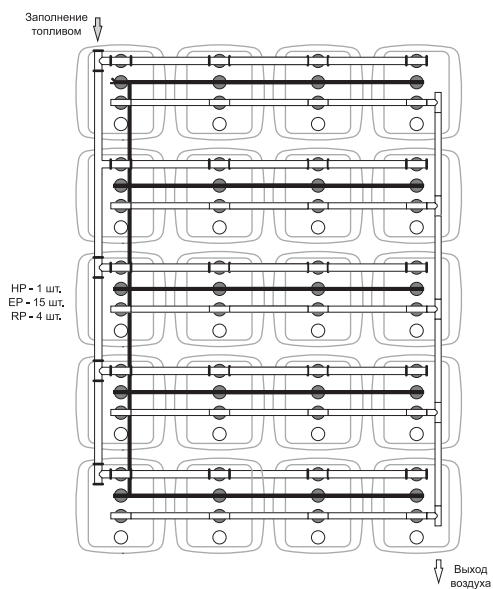 Заполнение
топливом
HP - 1 шт.
EP - 15 шт.
RP - 4 шт.
Выход
воздуха